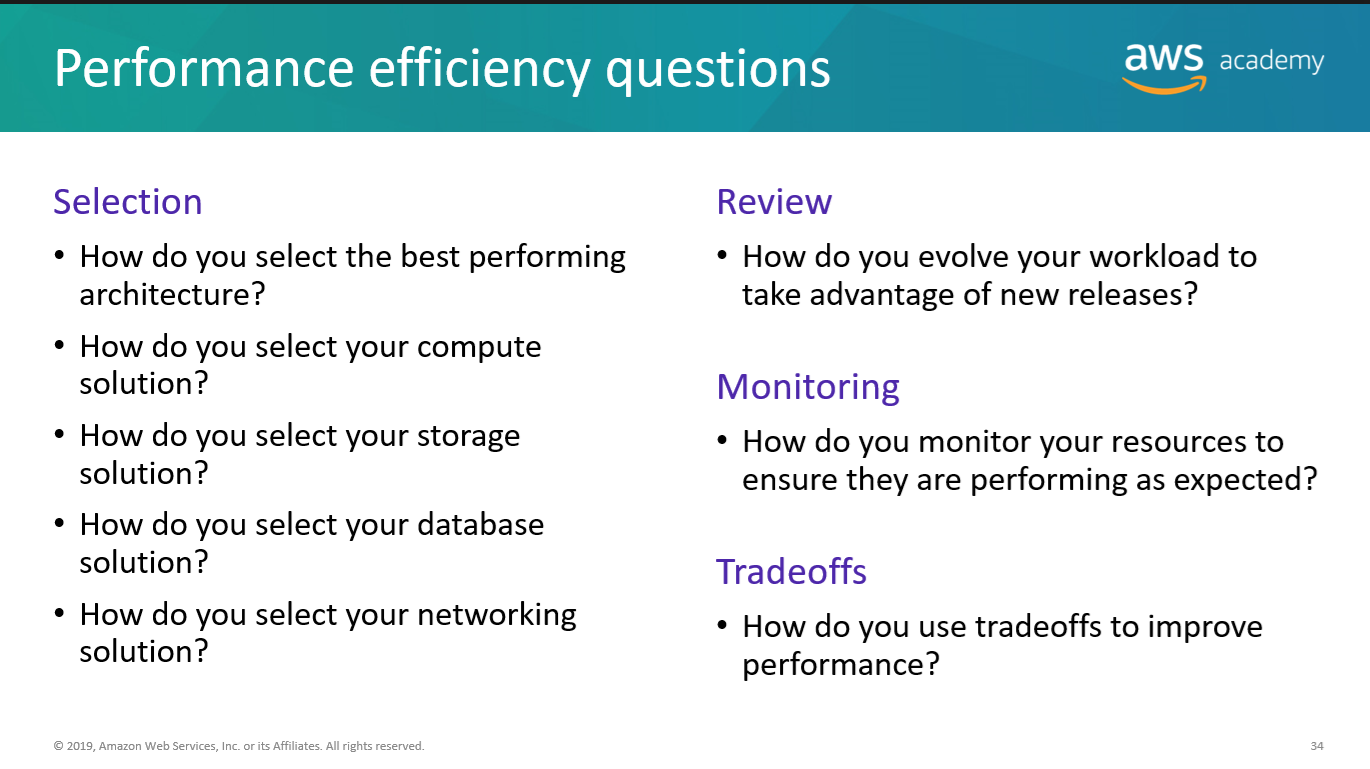 Performance efficiency questions
aws academy
Selection
• How do you select the best performing
architecture?
• How do you select your compute
solution?
• How do you select your storage
solution?
• How do you select your database
solution?
• How do you select your networking
solution?
Review
• How do you evolve your workload to
take advantage of new releases?
Monitoring
• How do you monitor your resources to
ensure they are performing as expected?
Tradeoffs
• How do you use tradeoffs to improve
performance?
© 2019, Amazon Web Services, Inc. or its Affiliates. All rights reserved.
34